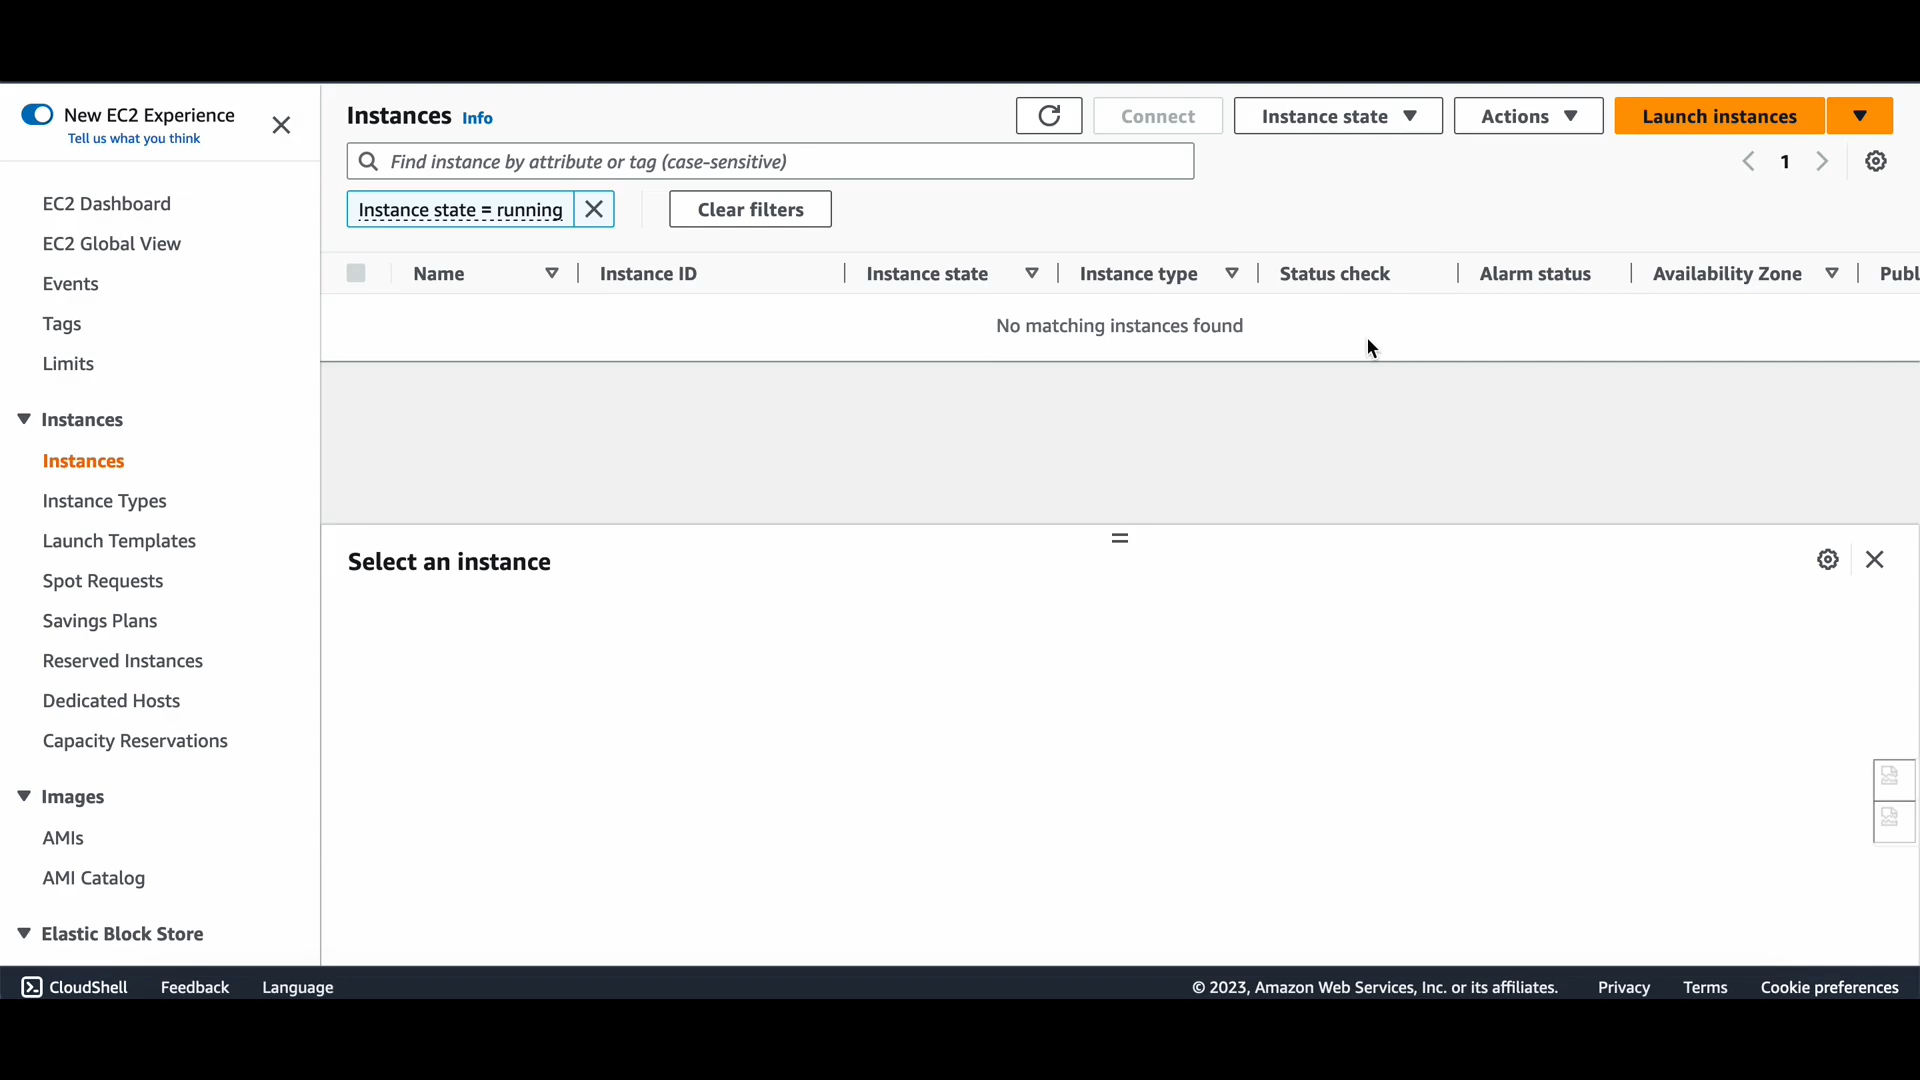 New EC2 Experience
Tell us what you think
EC2 Dashboard
EC2 Global View
Events
Tags
Limits
Instances
Instances
Instance Types
Launch Templates
Spot Requests
Savings Plans
Reserved Instances
Dedicated Hosts
Capacity Reservations
Images
AMIs
AMI Catalog
Elastic Block Store
Instances Info
Connect
Instance state
Actions
Launch instances
Find instance by attribute or tag (case-sensitive)
1
Instance state = running
Clear filters
Name
Instance ID
Instance state
Instance type
Status check
Alarm status
Availability Zone
Publ
No matching instances found
Select an instance
CloudShell
Feedback
Language
© 2023, Amazon Web Services, Inc. or its affiliates.
Privacy
Terms
Cookie preferences